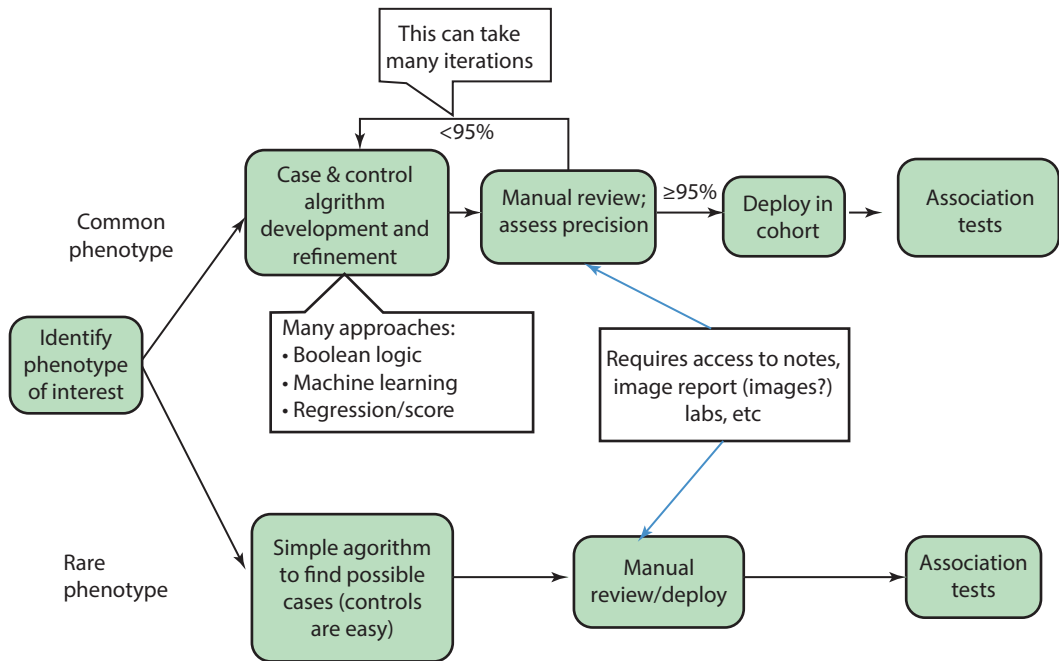 This can take
many iterations
<95%
Case & control
algrithm
development and
refinement
Manual review;
assess precision
≥95%
Deploy in
cohort
Association
tests
Common
phenotype
Identify
phenotype
of interest
Many approaches:
• Boolean logic
• Machine learning
• Regression/score
Requires access to notes,
image report (images?)
labs, etc
Rare
phenotype
Simple agorithm
to find possible
cases (controls
are easy)
Manual
review/deploy
Association
tests